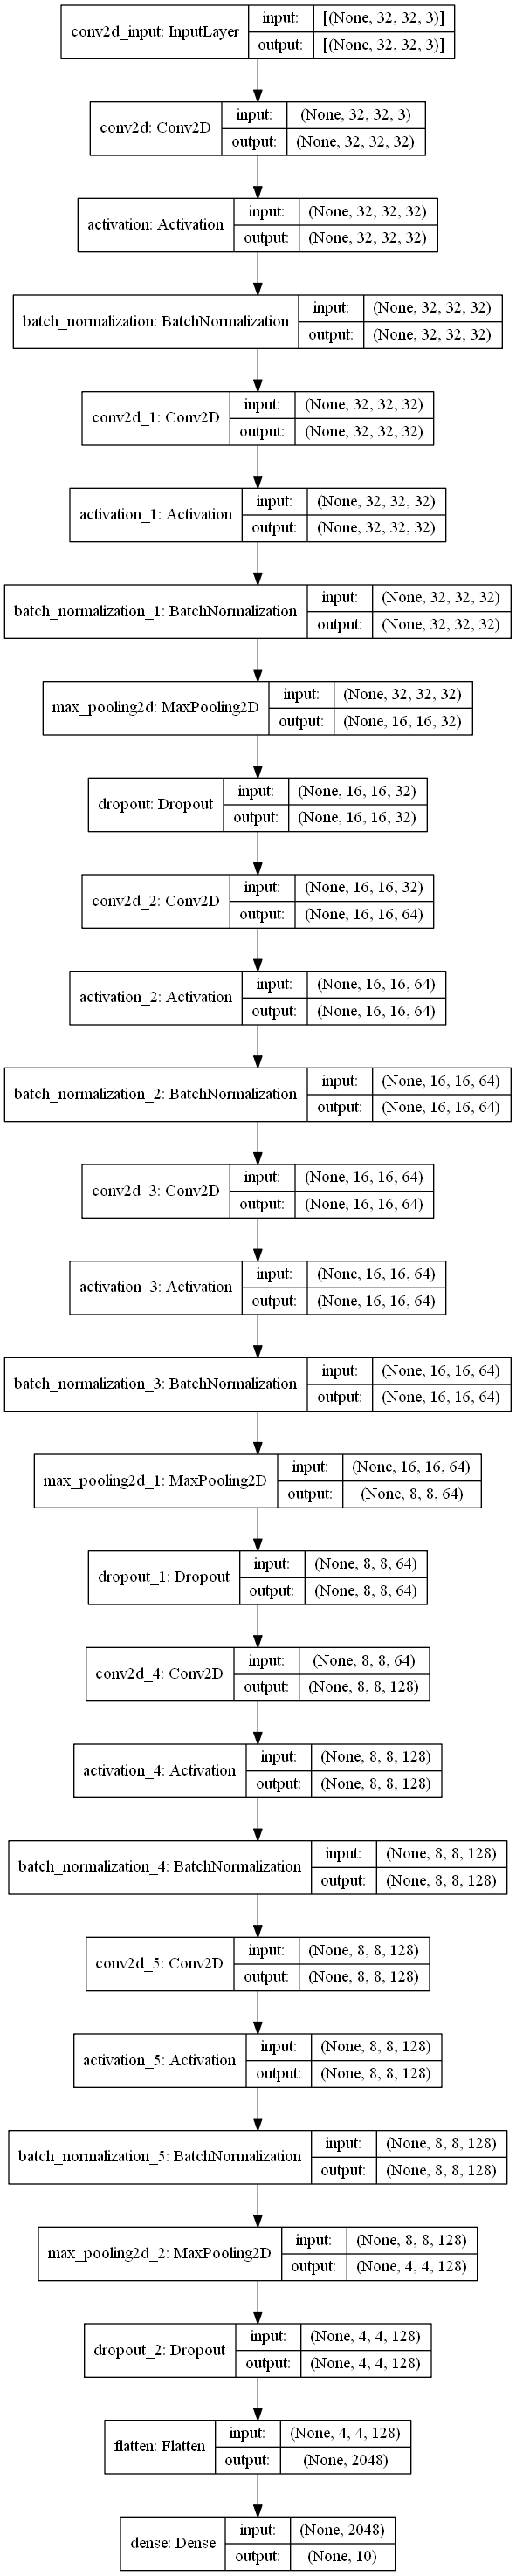 conv2d_input: InputLayer input: [(None, 32, 32, 3)]
output: [(None, 32, 32, 3)]
conv2d: Conv2D input: (None, 32, 32, 3)
output: (None, 32, 32, 32)
activation: Activation input: (None, 32, 32, 32)
output: (None, 32, 32, 32)
batch_normalization: BatchNormalization input: (None, 32, 32, 32)
output: (None, 32, 32, 32)
conv2d_1: Conv2D input: (None, 32, 32, 32)
output: (None, 32, 32, 32)
activation_1: Activation input: (None, 32, 32, 32)
output: (None, 32, 32, 32)
batch_normalization_1: BatchNormalization input: (None, 32, 32, 32)
output: (None, 32, 32, 32)
max_pooling2d: MaxPooling2D input: (None, 32, 32, 32)
output: (None, 16, 16, 32)
dropout: Dropout input: (None, 16, 16, 32)
output: (None, 16, 16, 32)
conv2d_2: Conv2D input: (None, 16, 16, 32)
output: (None, 16, 16, 64)
activation_2: Activation input: (None, 16, 16, 64)
output: (None, 16, 16, 64)
batch_normalization_2: BatchNormalization input: (None, 16, 16, 64)
output: (None, 16, 16, 64)
conv2d_3: Conv2D input: (None, 16, 16, 64)
output: (None, 16, 16, 64)
activation_3: Activation input: (None, 16, 16, 64)
output: (None, 16, 16, 64)
batch_normalization_3: BatchNormalization input: (None, 16, 16, 64)
output: (None, 16, 16, 64)
max_pooling2d_1: MaxPooling2D input: (None, 16, 16, 64)
output: (None, 8, 8, 64)
dropout_1: Dropout input: (None, 8, 8, 64)
output: (None, 8, 8, 64)
conv2d_4: Conv2D input: (None, 8, 8, 64)
output: (None, 8, 8, 128)
activation_4: Activation input: (None, 8, 8, 128)
output: (None, 8, 8, 128)
batch_normalization_4: BatchNormalization input: (None, 8, 8, 128)
output: (None, 8, 8, 128)
conv2d_5: Conv2D input: (None, 8, 8, 128)
output: (None, 8, 8, 128)
activation_5: Activation input: (None, 8, 8, 128)
output: (None, 8, 8, 128)
batch_normalization_5: BatchNormalization input: (None, 8, 8, 128)
output: (None, 8, 8, 128)
max_pooling2d_2: MaxPooling2D input: (None, 8, 8, 128)
output: (None, 4, 4, 128)
dropout_2: Dropout input: (None, 4, 4, 128)
output: (None, 4, 4, 128)
flatten: Flatten input: (None, 4, 4, 128)
output: (None, 2048)
dense: Dense input: (None, 2048)
output: (None, 10)